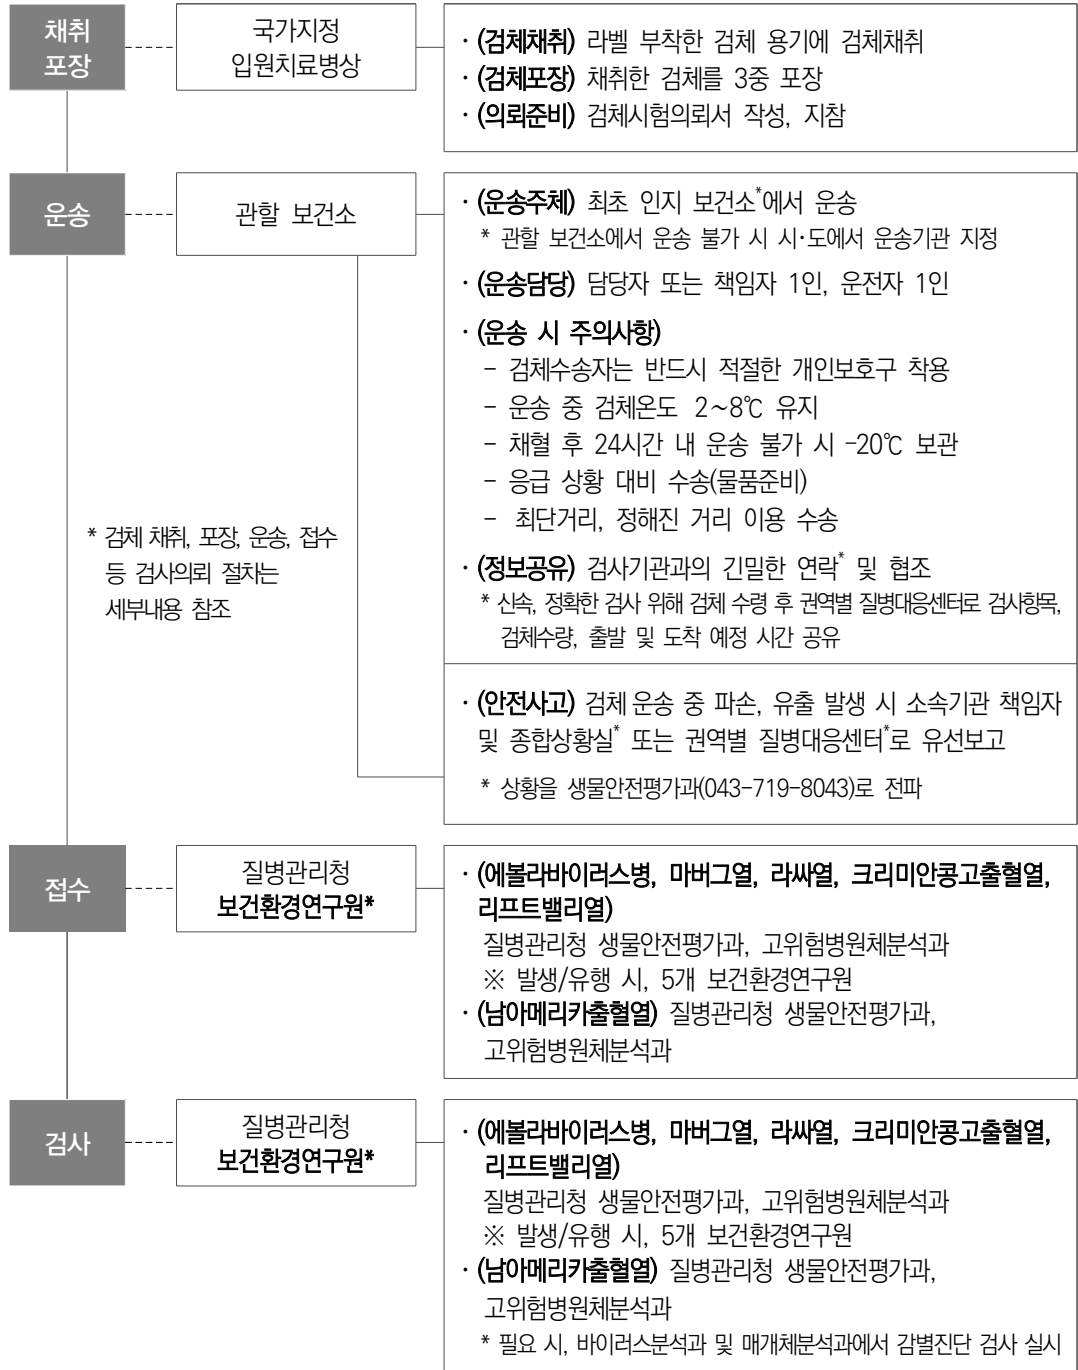 채취
포장
국가지정
입원치료병상
· (검체채취) 라벨 부착한 검체 용기에 검체채취
· (검체포장) 채취한 검체를 3중 포장
· (의뢰준비) 검체시험의뢰서 작성, 지참
운송
관할 보건소
· (운송주체) 최초 인지 보건소*에서 운송
* 관할 보건소에서 운송 불가 시 시·도에서 운송기관 지정
· (운송담당) 담당자 또는 책임자 1인, 운전자 1인
· (운송 시 주의사항)
- 검체수송자는 반드시 적절한 개인보호구 착용
- 운송 중 검체온도 2~8℃ 유지
- 채혈 후 24시간 내 운송 불가 시 -20℃ 보관
- 응급 상황 대비 수송(물품준비)
- 최단거리, 정해진 거리 이용 수송
· (정보공유) 검사기관과의 긴밀한 연락* 및 협조
* 신속, 정확한 검사 위해 검체 수령 후 권역별 질병대응센터로 검사항목,
검체수량, 출발 및 도착 예정 시간 공유
* 검체 채취, 포장, 운송, 접수
등 검사의뢰 절차는
세부내용 참조
· (안전사고) 검체 운송 중 파손, 유출 발생 시 소속기관 책임자
및 종합상황실* 또는 권역별 질병대응센터*로 유선보고
* 상황을 생물안전평가과(043-719-8043)로 전파
접수
질병관리청
보건환경연구원*
· (에볼라바이러스병, 마버그열, 라싸열, 크리미안콩고출혈열,
리프트밸리열)
질병관리청 생물안전평가과, 고위험병원체분석과
※ 발생/유행 시, 5개 보건환경연구원
· (남아메리카출혈열) 질병관리청 생물안전평가과,
고위험병원체분석과
검사
질병관리청
보건환경연구원*
· (에볼라바이러스병, 마버그열, 라싸열, 크리미안콩고출혈열,
리프트밸리열)
질병관리청 생물안전평가과, 고위험병원체분석과
※ 발생/유행 시, 5개 보건환경연구원
· (남아메리카출혈열) 질병관리청 생물안전평가과,
고위험병원체분석과
* 필요 시, 바이러스분석과 및 매개체분석과에서 감별진단 검사 실시